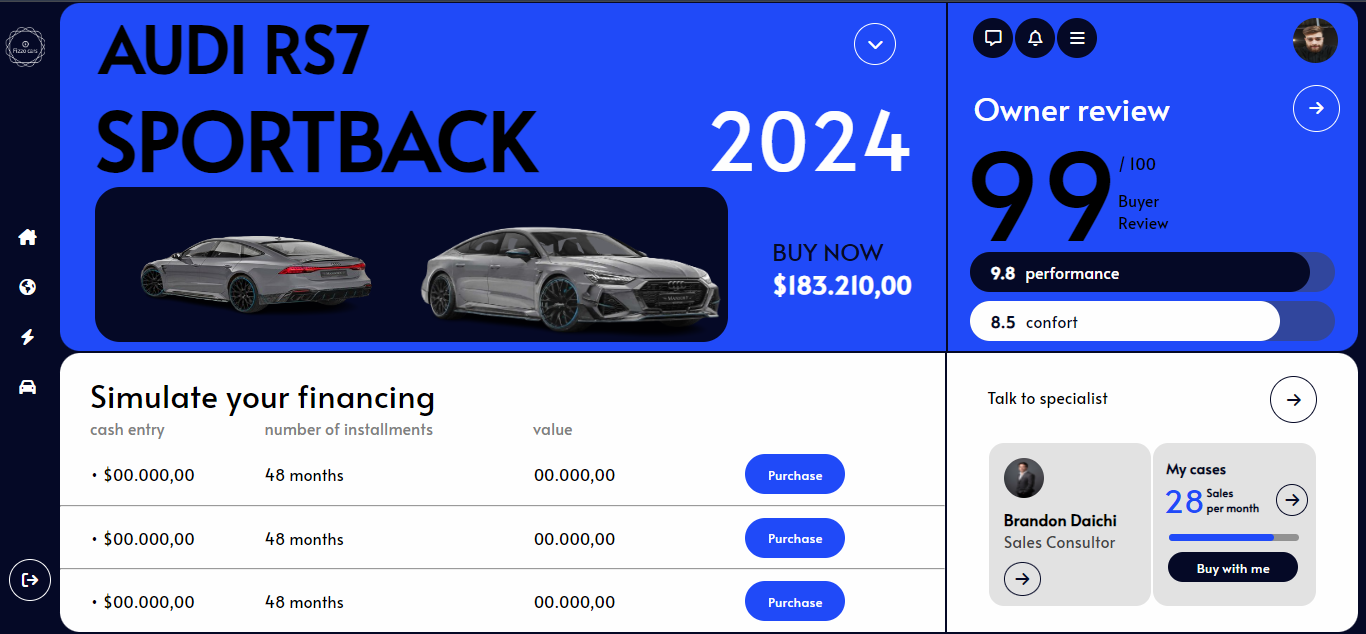 Fizzo cars
AUDI RS7
SPORTBACK
2024
BUY NOW
$183.210,00
Owner review
99
/ 100
Buyer
Review
9.8 performance
8.5 confort
Simulate your financing
cash entry number of installments value
• $00.000,00 48 months 00.000,00 Purchase
• $00.000,00 48 months 00.000,00 Purchase
• $00.000,00 48 months 00.000,00 Purchase
Talk to specialist
Brandon Daichi
Sales Consultor
My cases
28 Sales
per month
Buy with me